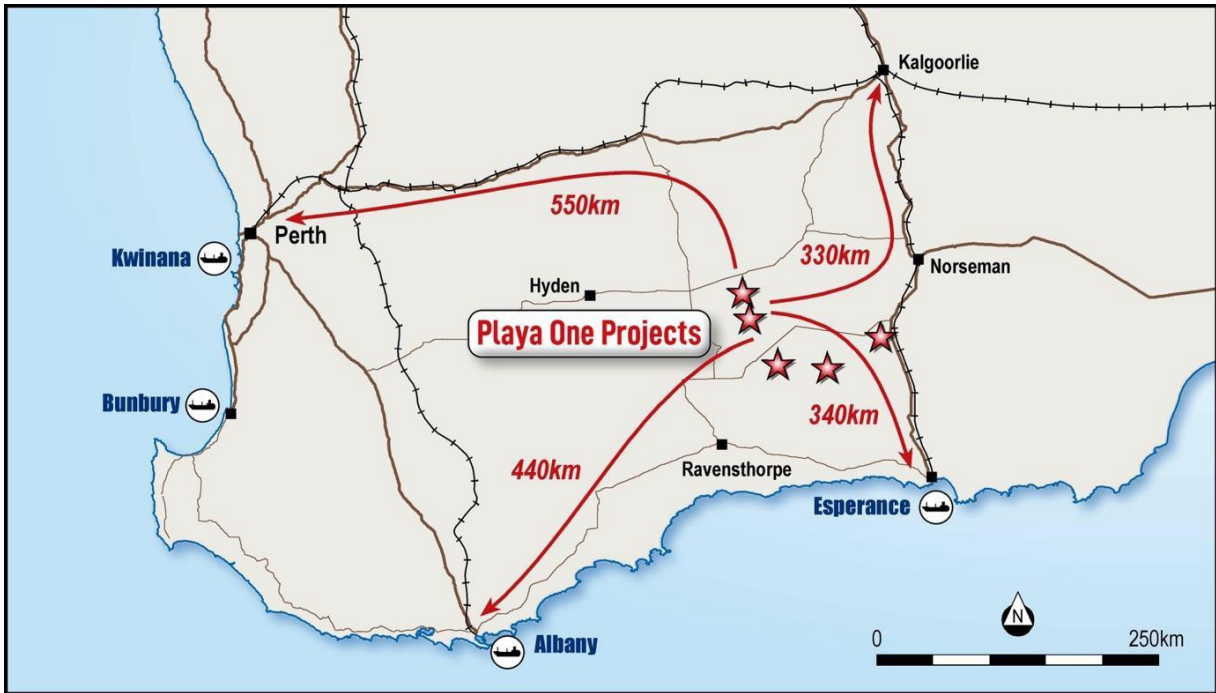 Kalgoorlie
550km
Perth
Kwinana
330km
Norseman
Hyden
Playa One Projects
Bunbury
340km
440km
Ravensthorpe
Esperance
Albany
N
0
250km